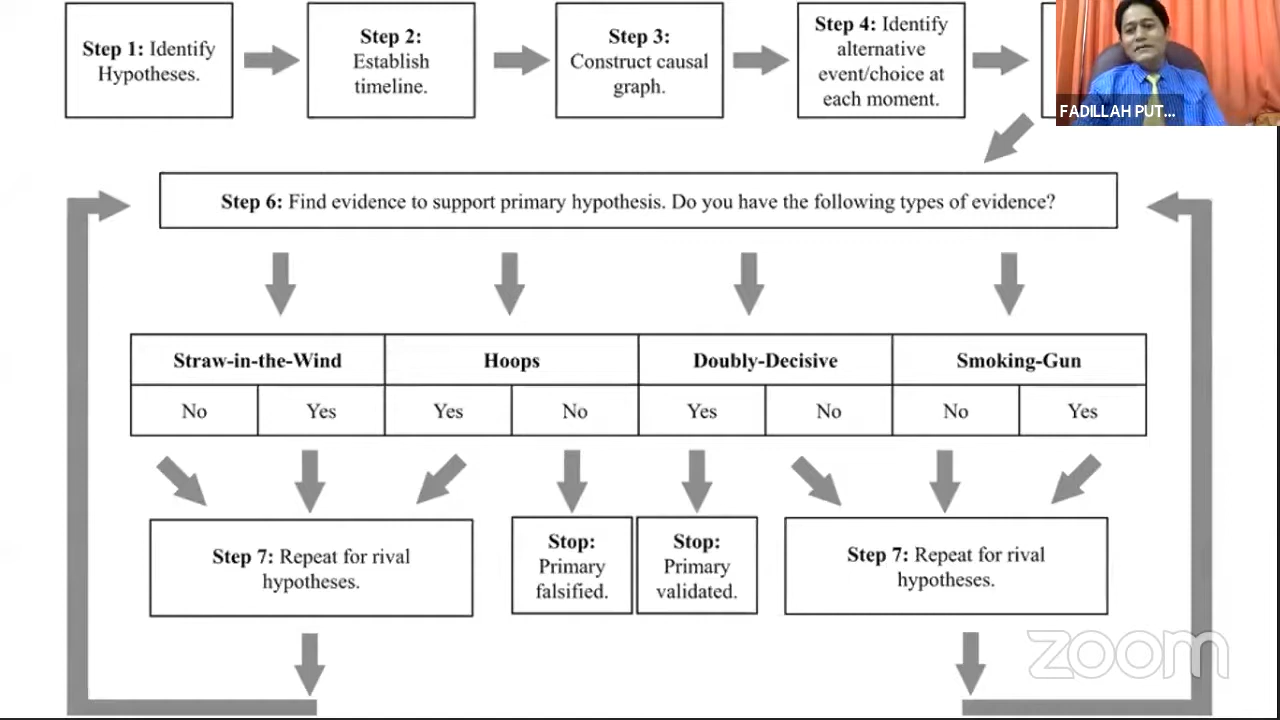 Step 1: Identify
Hypotheses.
Step 2:
Establish
timeline.
Step 3:
Construct causal
graph.
Step 4: Identify
alternative
event/choice at
each moment.
FADILLAH PUT...
Step 6: Find evidence to support primary hypothesis. Do you have the following types of evidence?
Straw-in-the-Wind Hoops Doubly-Decisive Smoking-Gun
No Yes Yes No Yes No No Yes
Step 7: Repeat for rival
hypotheses.
Stop:
Primary
falsified.
Stop:
Primary
validated.
Step 7: Repeat for rival
hypotheses.
zoom